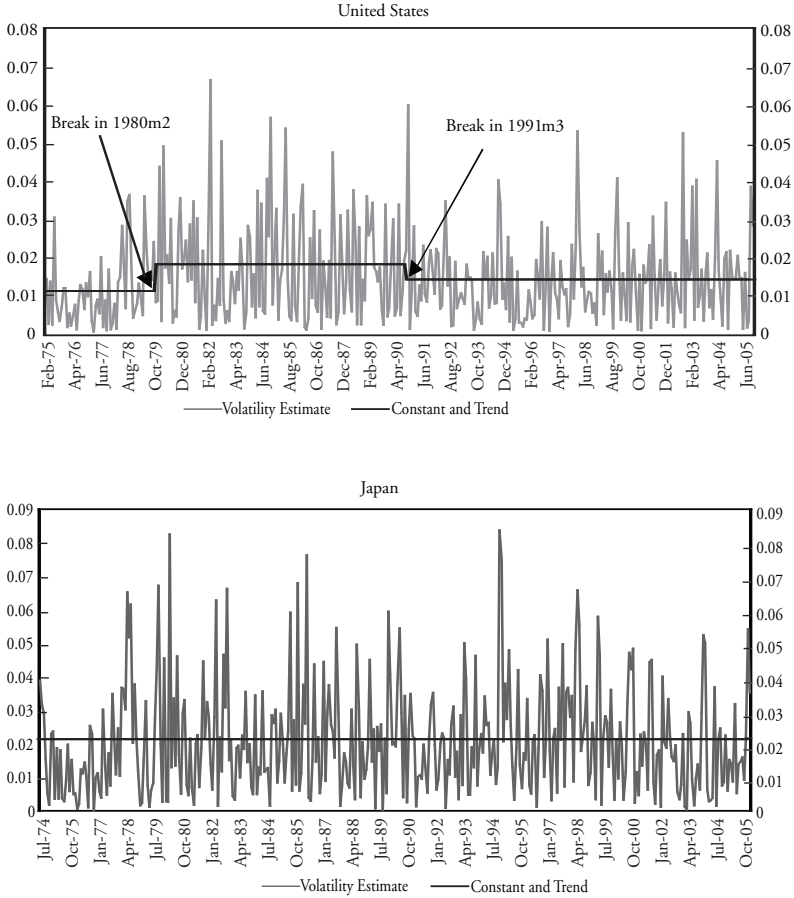 United States
0.08
0.07
0.06
0.05
0.04
0.03
0.02
0.01
0
0.08
0.07
0.06
0.05
0.04
0.03
0.02
0.01
0
Break in 1980m2
Break in 1991m3
Feb-75
Apr-76
Jun-77
Aug-78
Oct-79
Dec-80
Feb-82
Apr-83
Jun-84
Aug-85
Oct-86
Dec-87
Feb-89
Apr-90
Jun-91
Aug-92
Oct-93
Dec-94
Feb-96
Apr-97
Jun-98
Aug-99
Oct-00
Dec-01
Feb-03
Apr-04
Jun-05
Volatility Estimate
Constant and Trend
Japan
0.09
0.08
0.07
0.06
0.05
0.04
0.03
0.02
0.01
0
0.09
0.08
0.07
0.06
0.05
0.04
0.03
0.02
0.01
0
Jul-74
Oct-75
Jan-77
Apr-78
Jul-79
Oct-80
Jan-82
Apr-83
Jul-84
Oct-85
Jan-87
Apr-88
Jul-89
Oct-90
Jan-92
Apr-93
Jul-94
Oct-95
Jan-97
Apr-98
Jul-99
Oct-00
Jan-02
Apr-03
Jul-04
Oct-05
Volatility Estimate
Constant and Trend